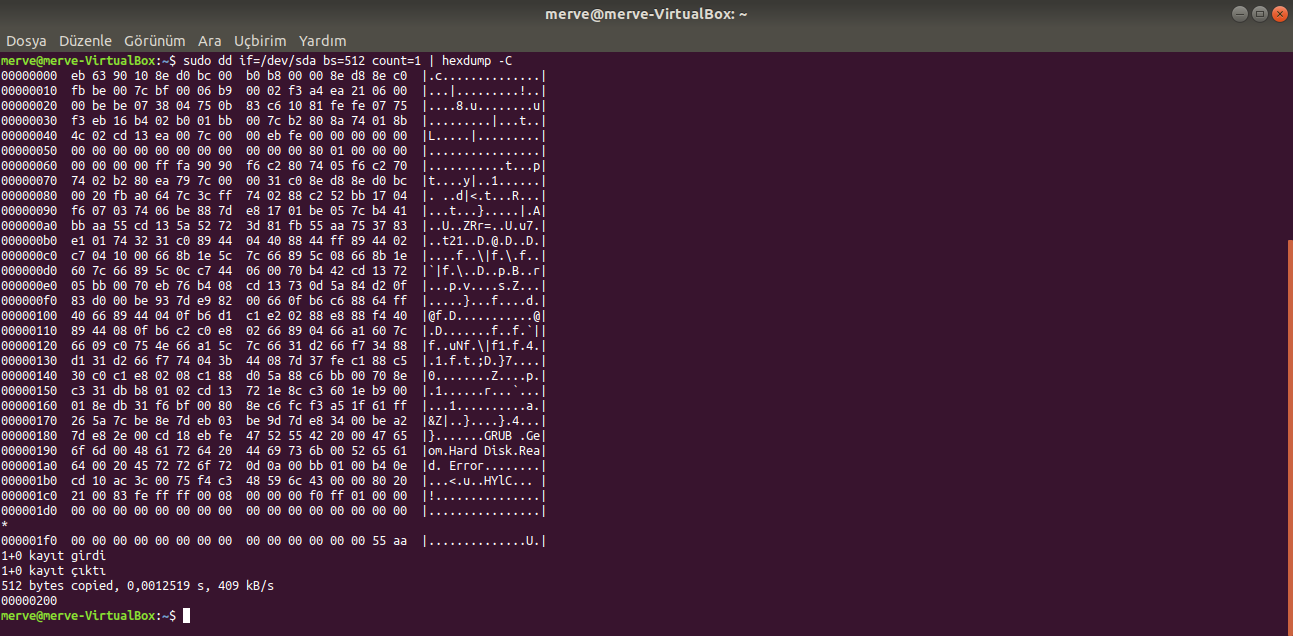 merve@merve-VirtualBox: ~
Dosya Düzenle Görünüm Ara Uçbirim Yardım
merve@merve-VirtualBox:~$ sudo dd if=/dev/sda bs=512 count=1 | hexdump -C
00000000  eb 63 90 10 8e d0 bc 00  b0 b8 00 00 8e d8 8e c0  |.c..............|
00000010  fb be 00 7c bf 00 06 b9  00 02 f3 a4 ea 21 06 00  |...|.........!..|
00000020  00 be be 07 38 04 75 0b  83 c6 10 81 fe fe 07 75  |....8.u........u|
00000030  f3 eb 16 b4 02 b0 01 bb  00 7c b2 80 8a 74 01 8b  |.........|...t..|
00000040  4c 02 cd 13 ea 00 7c 00  00 eb fe 00 00 00 00 00  |L.....|.........|
00000050  00 00 00 00 00 00 00 00  00 00 00 80 01 00 00 00  |................|
00000060  00 00 00 00 ff fa 90 90  f6 c2 80 74 05 f6 c2 70  |...........t...p|
00000070  74 02 b2 80 ea 79 7c 00  00 31 c0 8e d8 8e d0 bc  |t....y|..1......|
00000080  00 20 fb a0 64 7c 3c ff  74 02 88 c2 52 bb 17 04  |. ..d|<.t...R...|
00000090  f6 07 03 74 06 be 88 7d  e8 17 01 be 05 7c b4 41  |...t...}.....|.A|
000000a0  bb aa 55 cd 13 5a 52 72  3d 81 fb 55 aa 75 37 83  |..U..ZRr=..U.u7.|
000000b0  e1 01 74 32 31 c0 89 44  04 40 88 44 ff 89 44 02  |..t21..D.@.D..D.|
000000c0  c7 04 10 00 66 8b 1e 5c  7c 66 89 5c 08 66 8b 1e  |....f..\|f.\.f..|
000000d0  60 7c 66 89 5c 0c c7 44  06 00 70 b4 42 cd 13 72  |`|f.\..D..p.B..r|
000000e0  05 bb 00 70 eb 76 b4 08  cd 13 73 0d 5a 84 d2 0f  |...p.v....s.Z...|
000000f0  83 d0 00 be 93 7d e9 82  00 66 0f b6 c6 88 64 ff  |.....}...f....d.|
00000100  40 66 89 44 04 0f b6 d1  c1 e2 02 88 e8 88 f4 40  |@f.D...........@|
00000110  89 44 08 0f b6 c2 c0 e8  02 66 89 04 66 a1 60 7c  |.D.......f..f.`||
00000120  66 09 c0 75 4e 66 a1 5c  7c 66 31 d2 66 f7 34 88  |f..uNf.\|f1.f.4.|
00000130  d1 31 d2 66 f7 74 04 3b  44 08 7d 37 fe c1 88 c5  |.1.f.t.;D.}7....|
00000140  30 c0 c1 e8 02 08 c1 88  d0 5a 88 c6 bb 00 70 8e  |0........Z....p.|
00000150  c3 31 db b8 01 02 cd 13  72 1e 8c c3 60 1e b9 00  |.1......r...`...|
00000160  01 8e db 31 f6 bf 00 80  8e c6 fc f3 a5 1f 61 ff  |...1..........a.|
00000170  26 5a 7c be 8e 7d eb 03  be 9d 7d e8 34 00 be a2  |&Z|..}....}.4...|
00000180  7d e8 2e 00 cd 18 eb fe  47 52 55 42 20 00 47 65  |}.......GRUB .Ge|
00000190  6f 6d 00 48 61 72 64 20  44 69 73 6b 00 52 65 61  |om.Hard Disk.Rea|
000001a0  64 00 20 45 72 72 6f 72  0d 0a 00 bb 01 00 b4 0e  |d. Error........|
000001b0  cd 10 ac 3c 00 75 f4 c3  48 59 6c 43 00 00 80 20  |...<.u..HYlC... |
000001c0  21 00 83 fe ff ff 00 08  00 00 00 f0 ff 01 00 00  |!...............|
000001d0  00 00 00 00 00 00 00 00  00 00 00 00 00 00 00 00  |................|
*
000001f0  00 00 00 00 00 00 00 00  00 00 00 00 00 00 55 aa  |..............U.|
1+0 kayıt girdi
1+0 kayıt çıktı
512 bytes copied, 0,0012519 s, 409 kB/s
00000200
merve@merve-VirtualBox:~$